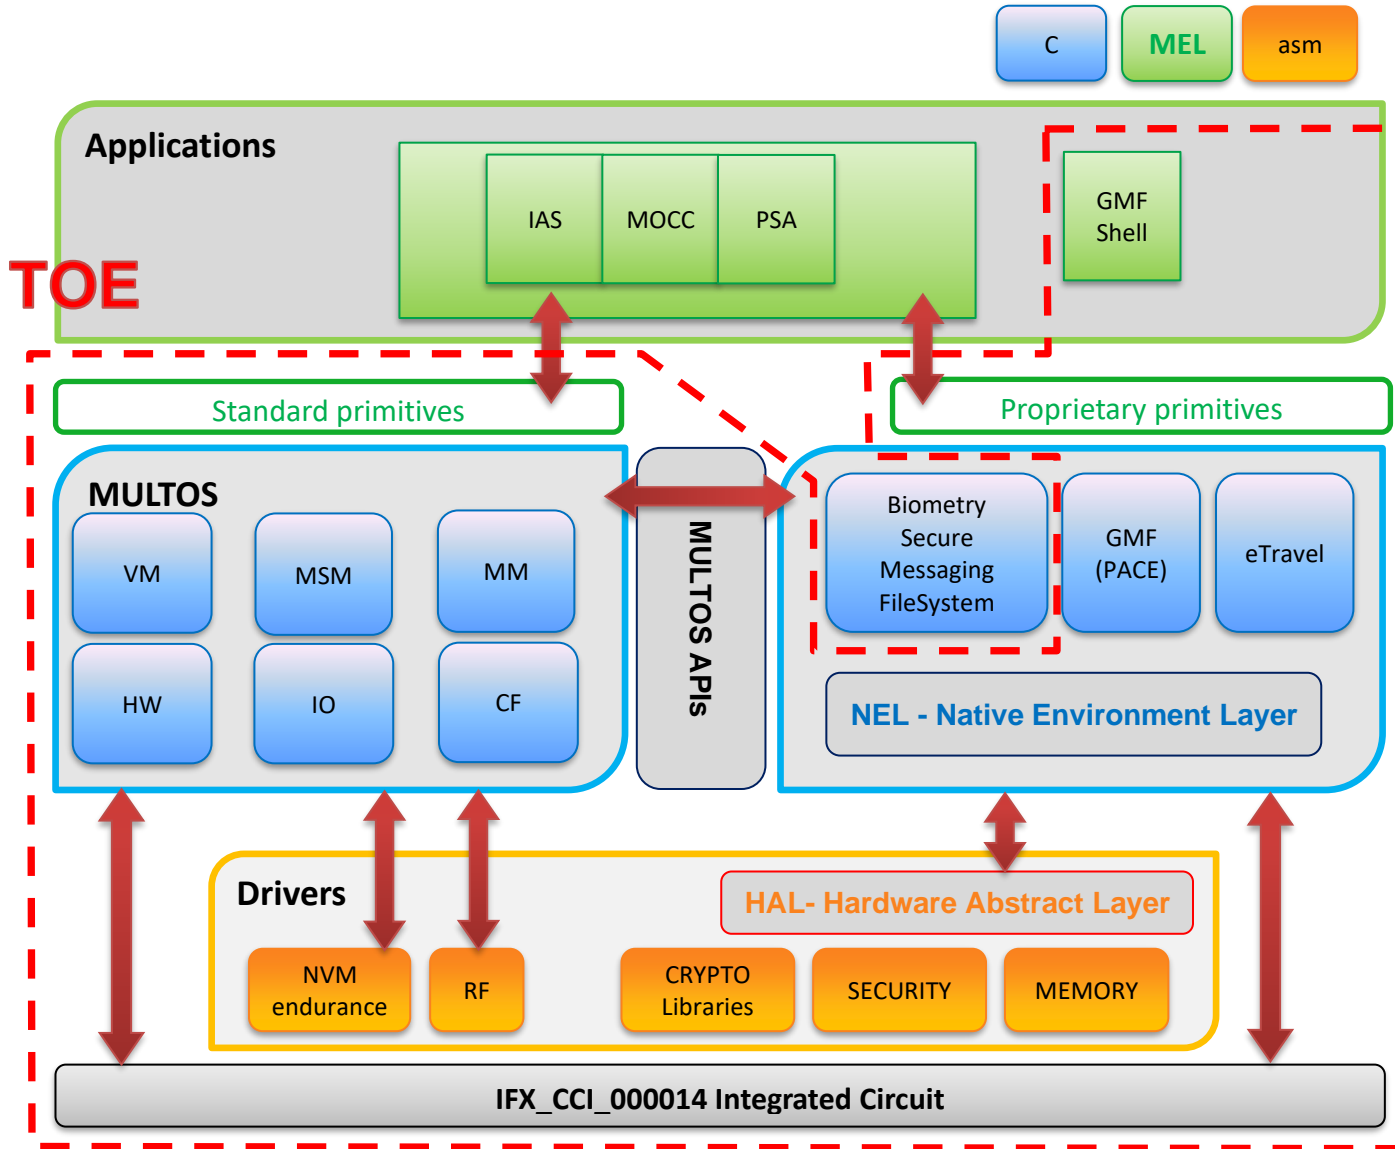 C
MEL
asm
Applications
IAS
MOCC
PSA
GMF
Shell
TOE
Standard primitives
Proprietary primitives
MULTOS
VM
MSM
MM
HW
IO
CF
MULTOS APIs
Biometry
Secure
Messaging
FileSystem
GMF
(PACE)
eTravel
NEL - Native Environment Layer
Drivers
HAL- Hardware Abstract Layer
NVM
endurance
RF
CRYPTO
Libraries
SECURITY
MEMORY
IFX_CCI_000014 Integrated Circuit